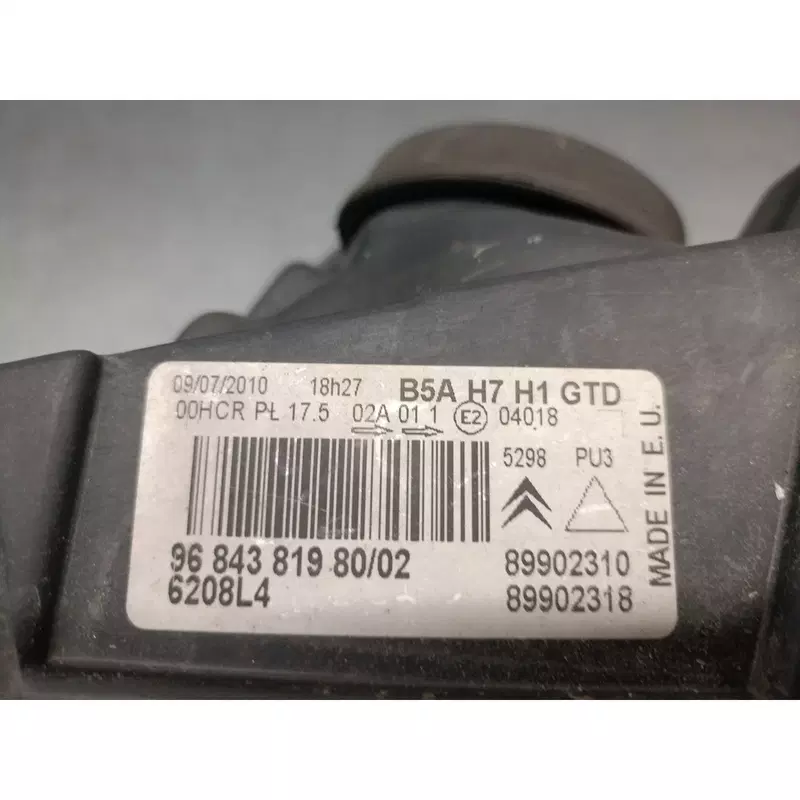 09/07/2010 18h27 B5A H7 H1 GTD
00HCR PŁ 17.5 02A 01 1 E2 04018
5298 PU3
96 843 819 80/02 89902310
6208L4 89902318
MADE IN E.U.